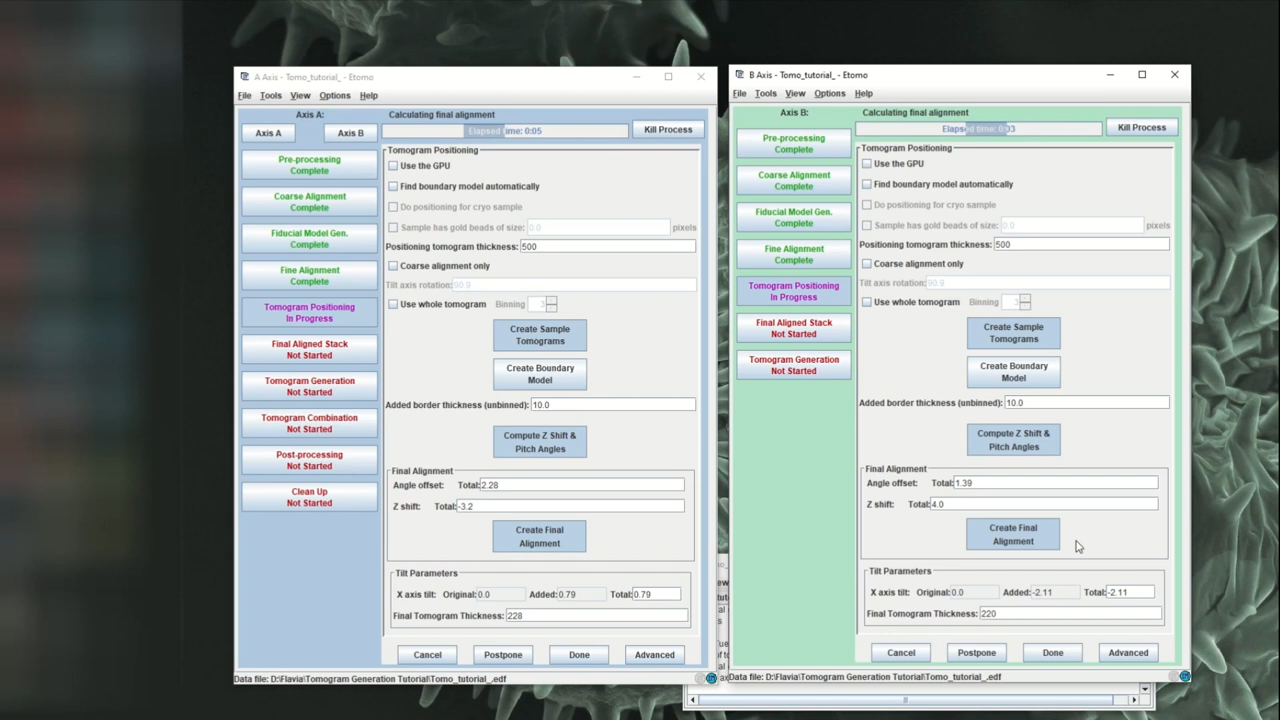 A Axis - Tomo_tutorial_ - Etomo
File Tools View Options Help
Axis A: Calculating final alignment
Axis A Axis B Elapsed time: 0:05 Kill Process
Pre-processing
Complete
Coarse Alignment
Complete
Fiducial Model Gen.
Complete
Fine Alignment
Complete
Tomogram Positioning
In Progress
Final Aligned Stack
Not Started
Tomogram Generation
Not Started
Tomogram Combination
Not Started
Post-processing
Not Started
Clean Up
Not Started
Tomogram Positioning
Use the GPU
Find boundary model automatically
Do positioning for cryo sample
Sample has gold beads of size: 0.0 pixels
Positioning tomogram thickness: 500
Coarse alignment only
Tilt axis rotation: 90.9
Use whole tomogram Binning 3
Create Sample
Tomograms
Create Boundary
Model
Added border thickness (unbinned): 10.0
Compute Z Shift &
Pitch Angles
Final Alignment
Angle offset: Total: 2.28
Z shift: Total: -3.2
Create Final
Alignment
Tilt Parameters
X axis tilt: Original: 0.0 Added: 0.79 Total: 0.79
Final Tomogram Thickness: 228
Cancel Postpone Done Advanced
Data file: D:\Flavia\Tomogram Generation Tutorial\Tomo_tutorial_.edf
B Axis - Tomo_tutorial_ - Etomo
File Tools View Options Help
Axis B: Calculating final alignment
Elapsed time: 0:03 Kill Process
Pre-processing
Complete
Coarse Alignment
Complete
Fiducial Model Gen.
Complete
Fine Alignment
Complete
Tomogram Positioning
In Progress
Final Aligned Stack
Not Started
Tomogram Generation
Not Started
Tomogram Positioning
Use the GPU
Find boundary model automatically
Do positioning for cryo sample
Sample has gold beads of size: 0.0 pixels
Positioning tomogram thickness: 500
Coarse alignment only
Tilt axis rotation: 90.9
Use whole tomogram Binning 3
Create Sample
Tomograms
Create Boundary
Model
Added border thickness (unbinned): 10.0
Compute Z Shift &
Pitch Angles
Final Alignment
Angle offset: Total: 1.39
Z shift: Total: 4.0
Create Final
Alignment
Tilt Parameters
X axis tilt: Original: 0.0 Added: -2.11 Total: -2.11
Final Tomogram Thickness: 220
Cancel Postpone Done Advanced
Data file: D:\Flavia\Tomogram Generation Tutorial\Tomo_tutorial_.edf